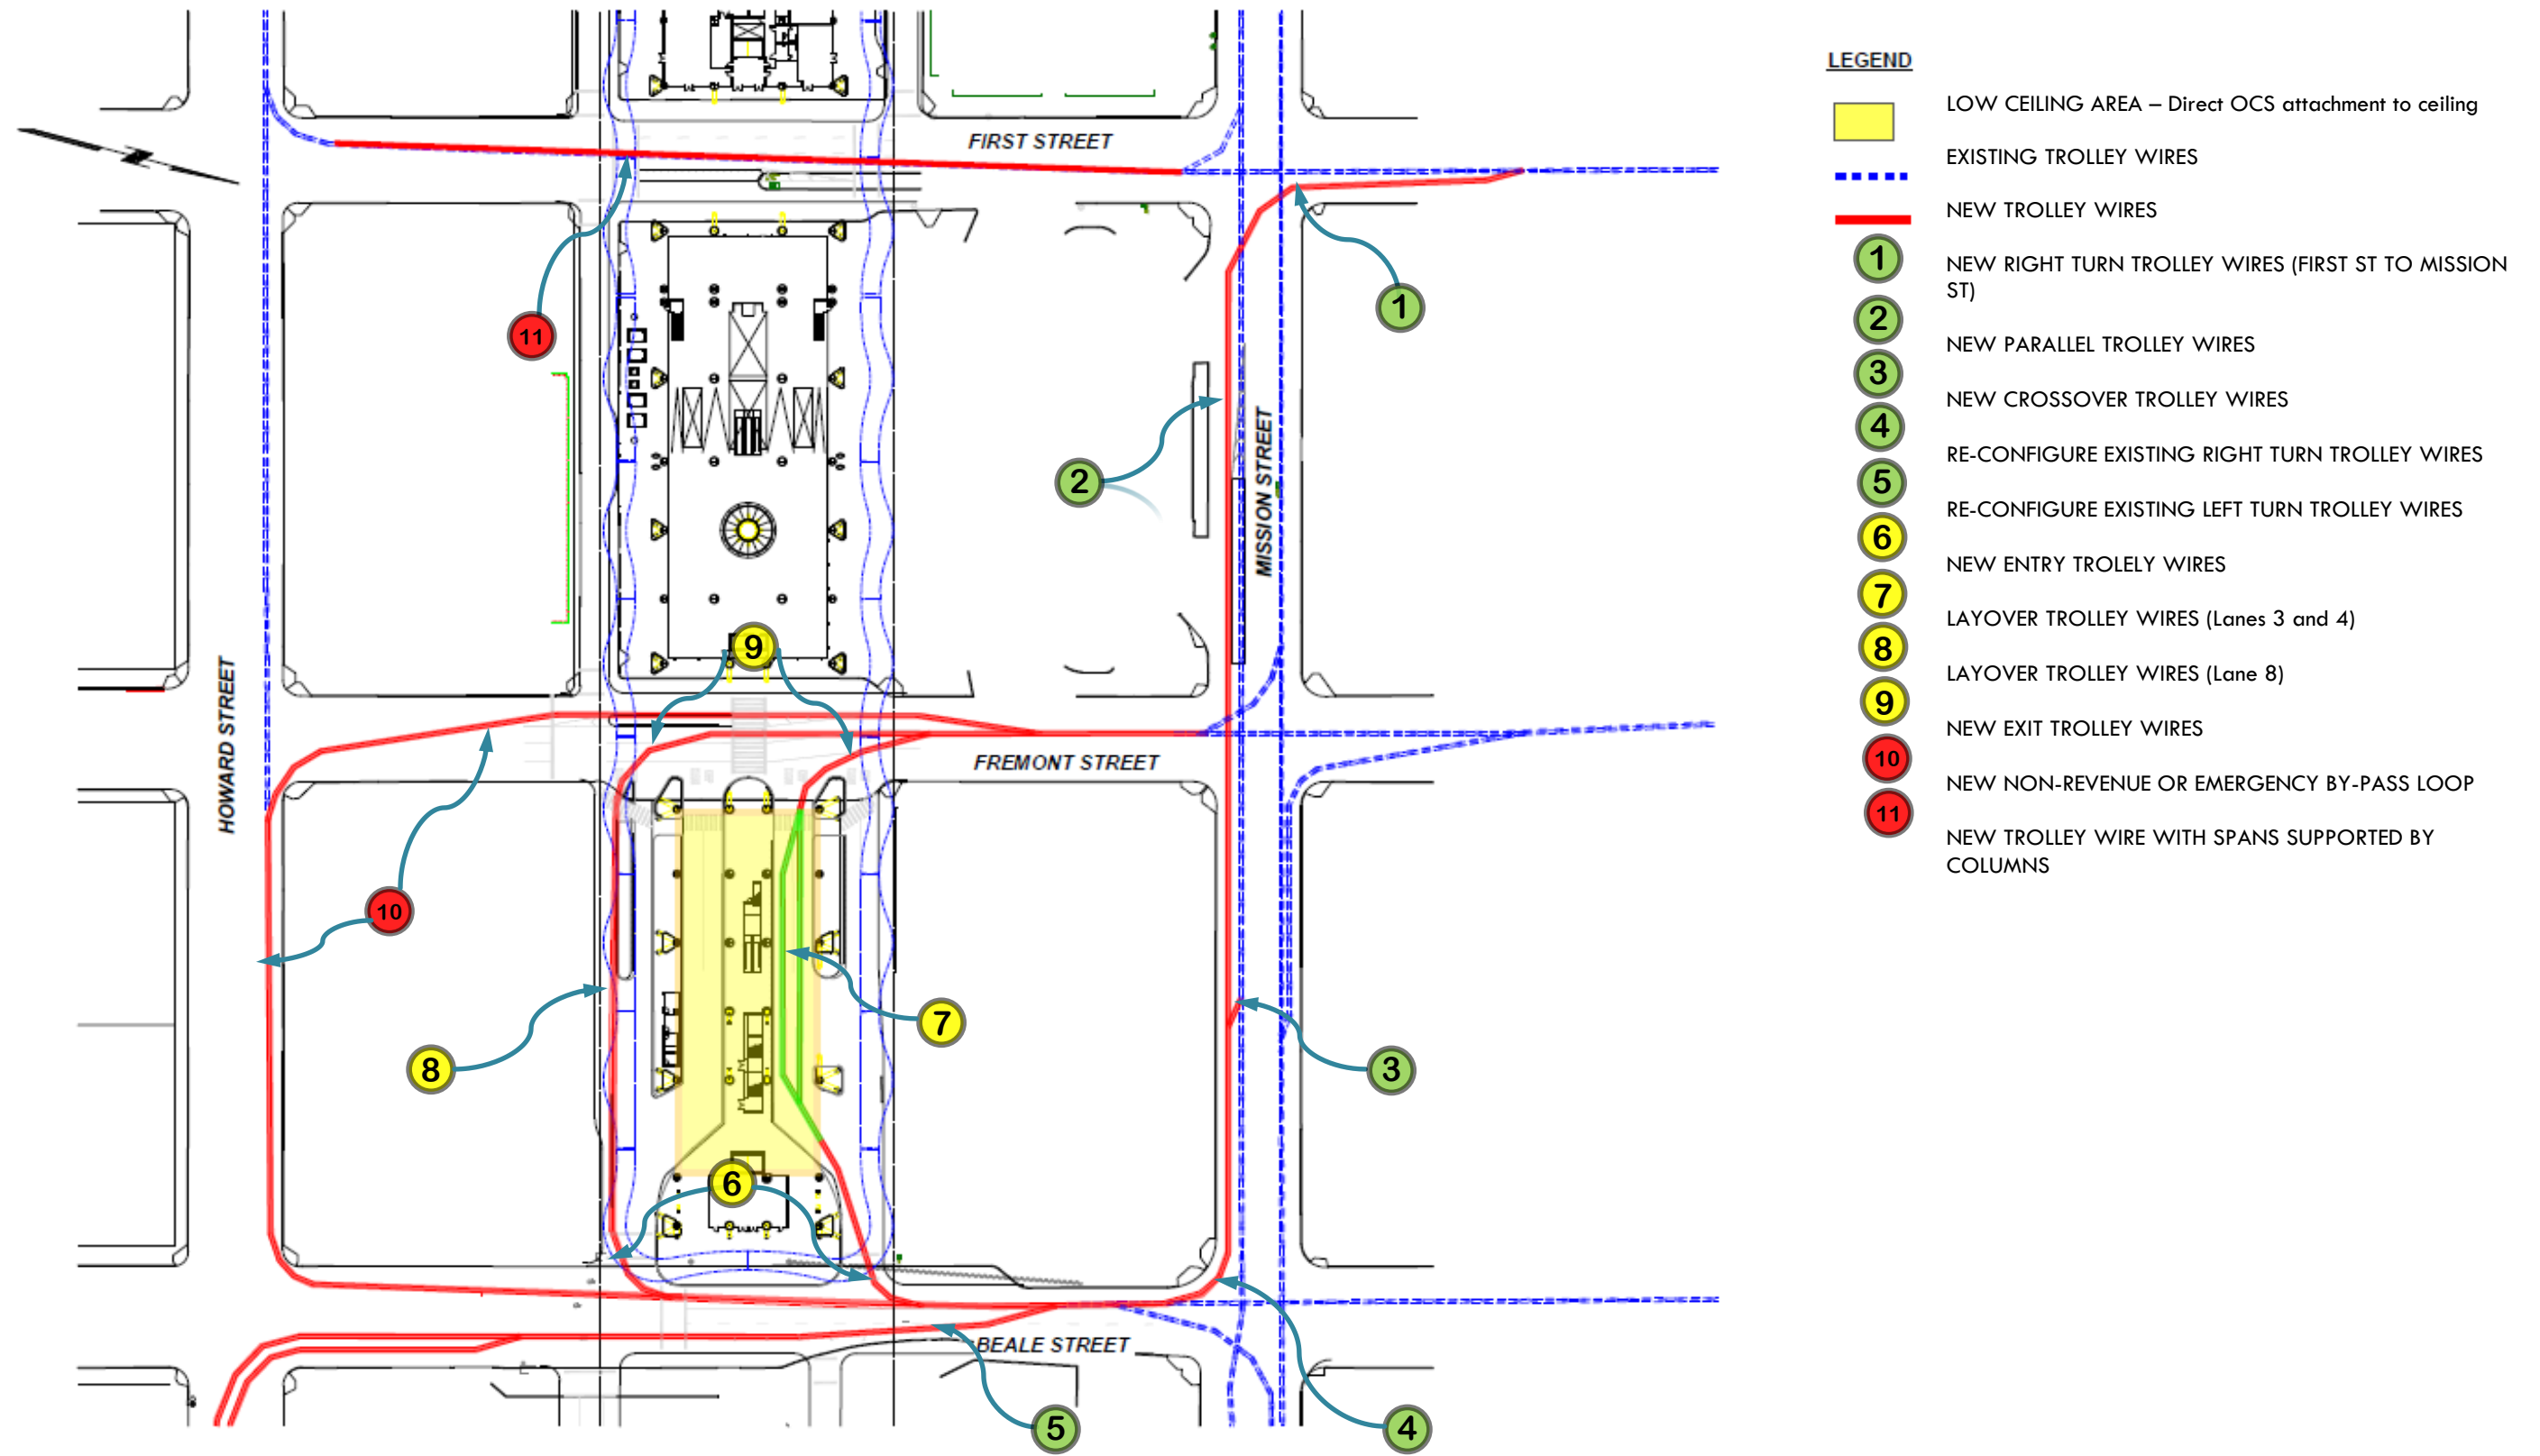 FIRST STREET
11
1
2
MISSION STREET
9
HOWARD STREET
FREMONT STREET
10
7
8
3
6
BEALE STREET
5
4
LEGEND
LOW CEILING AREA – Direct OCS attachment to ceiling
EXISTING TROLLEY WIRES
NEW TROLLEY WIRES
1
NEW RIGHT TURN TROLLEY WIRES (FIRST ST TO MISSION
ST)
2
NEW PARALLEL TROLLEY WIRES
3
NEW CROSSOVER TROLLEY WIRES
4
RE-CONFIGURE EXISTING RIGHT TURN TROLLEY WIRES
5
RE-CONFIGURE EXISTING LEFT TURN TROLLEY WIRES
6
NEW ENTRY TROLELY WIRES
7
LAYOVER TROLLEY WIRES (Lanes 3 and 4)
8
LAYOVER TROLLEY WIRES (Lane 8)
9
NEW EXIT TROLLEY WIRES
10
NEW NON-REVENUE OR EMERGENCY BY-PASS LOOP
11
NEW TROLLEY WIRE WITH SPANS SUPPORTED BY
COLUMNS